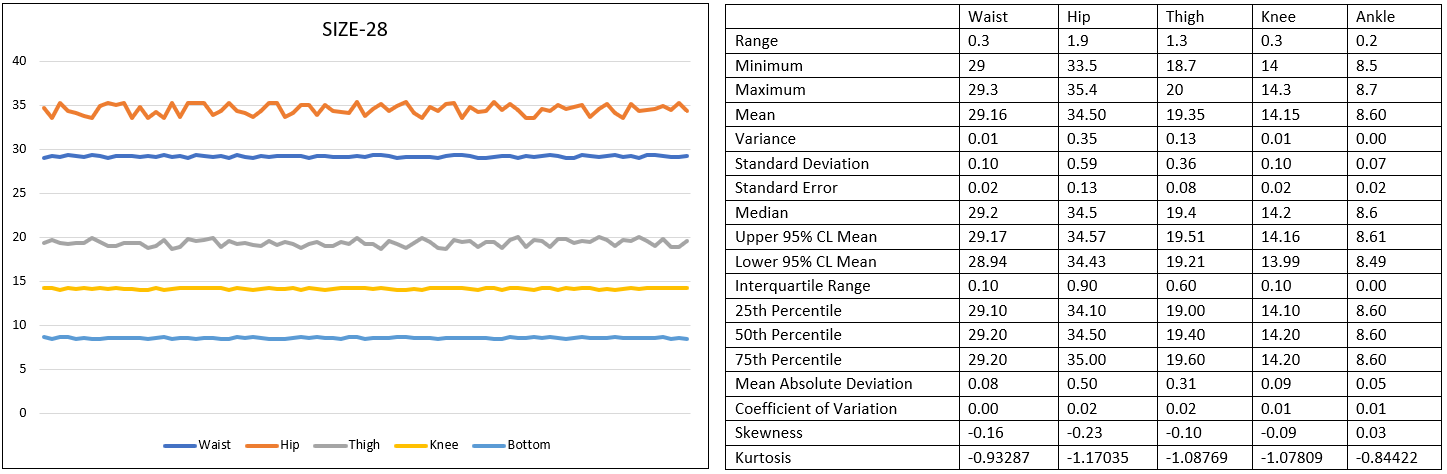 SIZE-28
40
35
30
25
20
15
10
5
0
Waist Hip Thigh Knee Bottom
Waist Hip Thigh Knee Ankle
Range 0.3 1.9 1.3 0.3 0.2
Minimum 29 33.5 18.7 14 8.5
Maximum 29.3 35.4 20 14.3 8.7
Mean 29.16 34.50 19.35 14.15 8.60
Variance 0.01 0.35 0.13 0.01 0.00
Standard Deviation 0.10 0.59 0.36 0.10 0.07
Standard Error 0.02 0.13 0.08 0.02 0.02
Median 29.2 34.5 19.4 14.2 8.6
Upper 95% CL Mean 29.17 34.57 19.51 14.16 8.61
Lower 95% CL Mean 28.94 34.43 19.21 13.99 8.49
Interquartile Range 0.10 0.90 0.60 0.10 0.00
25th Percentile 29.10 34.10 19.00 14.10 8.60
50th Percentile 29.20 34.50 19.40 14.20 8.60
75th Percentile 29.20 35.00 19.60 14.20 8.60
Mean Absolute Deviation 0.08 0.50 0.31 0.09 0.05
Coefficient of Variation 0.00 0.02 0.02 0.01 0.01
Skewness -0.16 -0.23 -0.10 -0.09 0.03
Kurtosis -0.93287 -1.17035 -1.08769 -1.07809 -0.84422